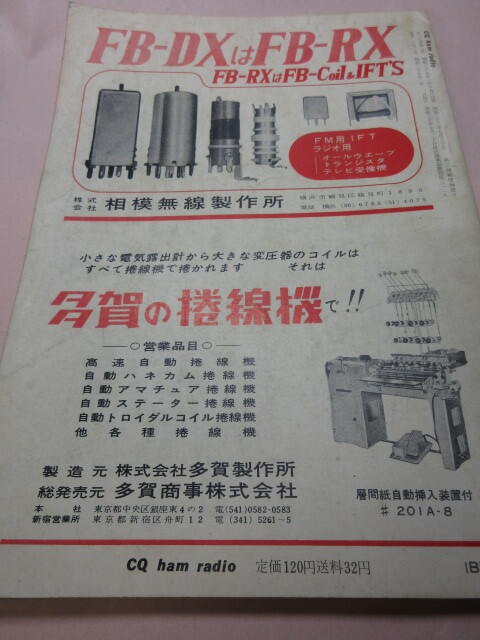 FB-DXはFB-RX
FB-RXはFB-Coil&IFT'S
CQ ham radio
FM用IFT
ラジオ用
オールウエーブ
トランジスタ
テレビ受像機
株式会社 相模無線製作所
小さな電気露出計から大きな変圧器のコイルは
すべて捲線機で捲かれます それは
多賀の捲線機で!!
──○営業品目○──
高速自動捲線機
自動ハネカム捲線機
自動アマチュア捲線機
自動ステーター捲線機
自動トロイダルコイル捲線機
他各種捲線機
製造元 株式会社多賀製作所
総発売元 多賀商事株式会社
本社 東京都中央区銀座東4の2 電(541)0582-0583
新宿営業所 東京都新宿区舟町12 電(341)5261~5
層間紙自動挿入装置付
#201A-8
CQ ham radio 定価120円送料32円